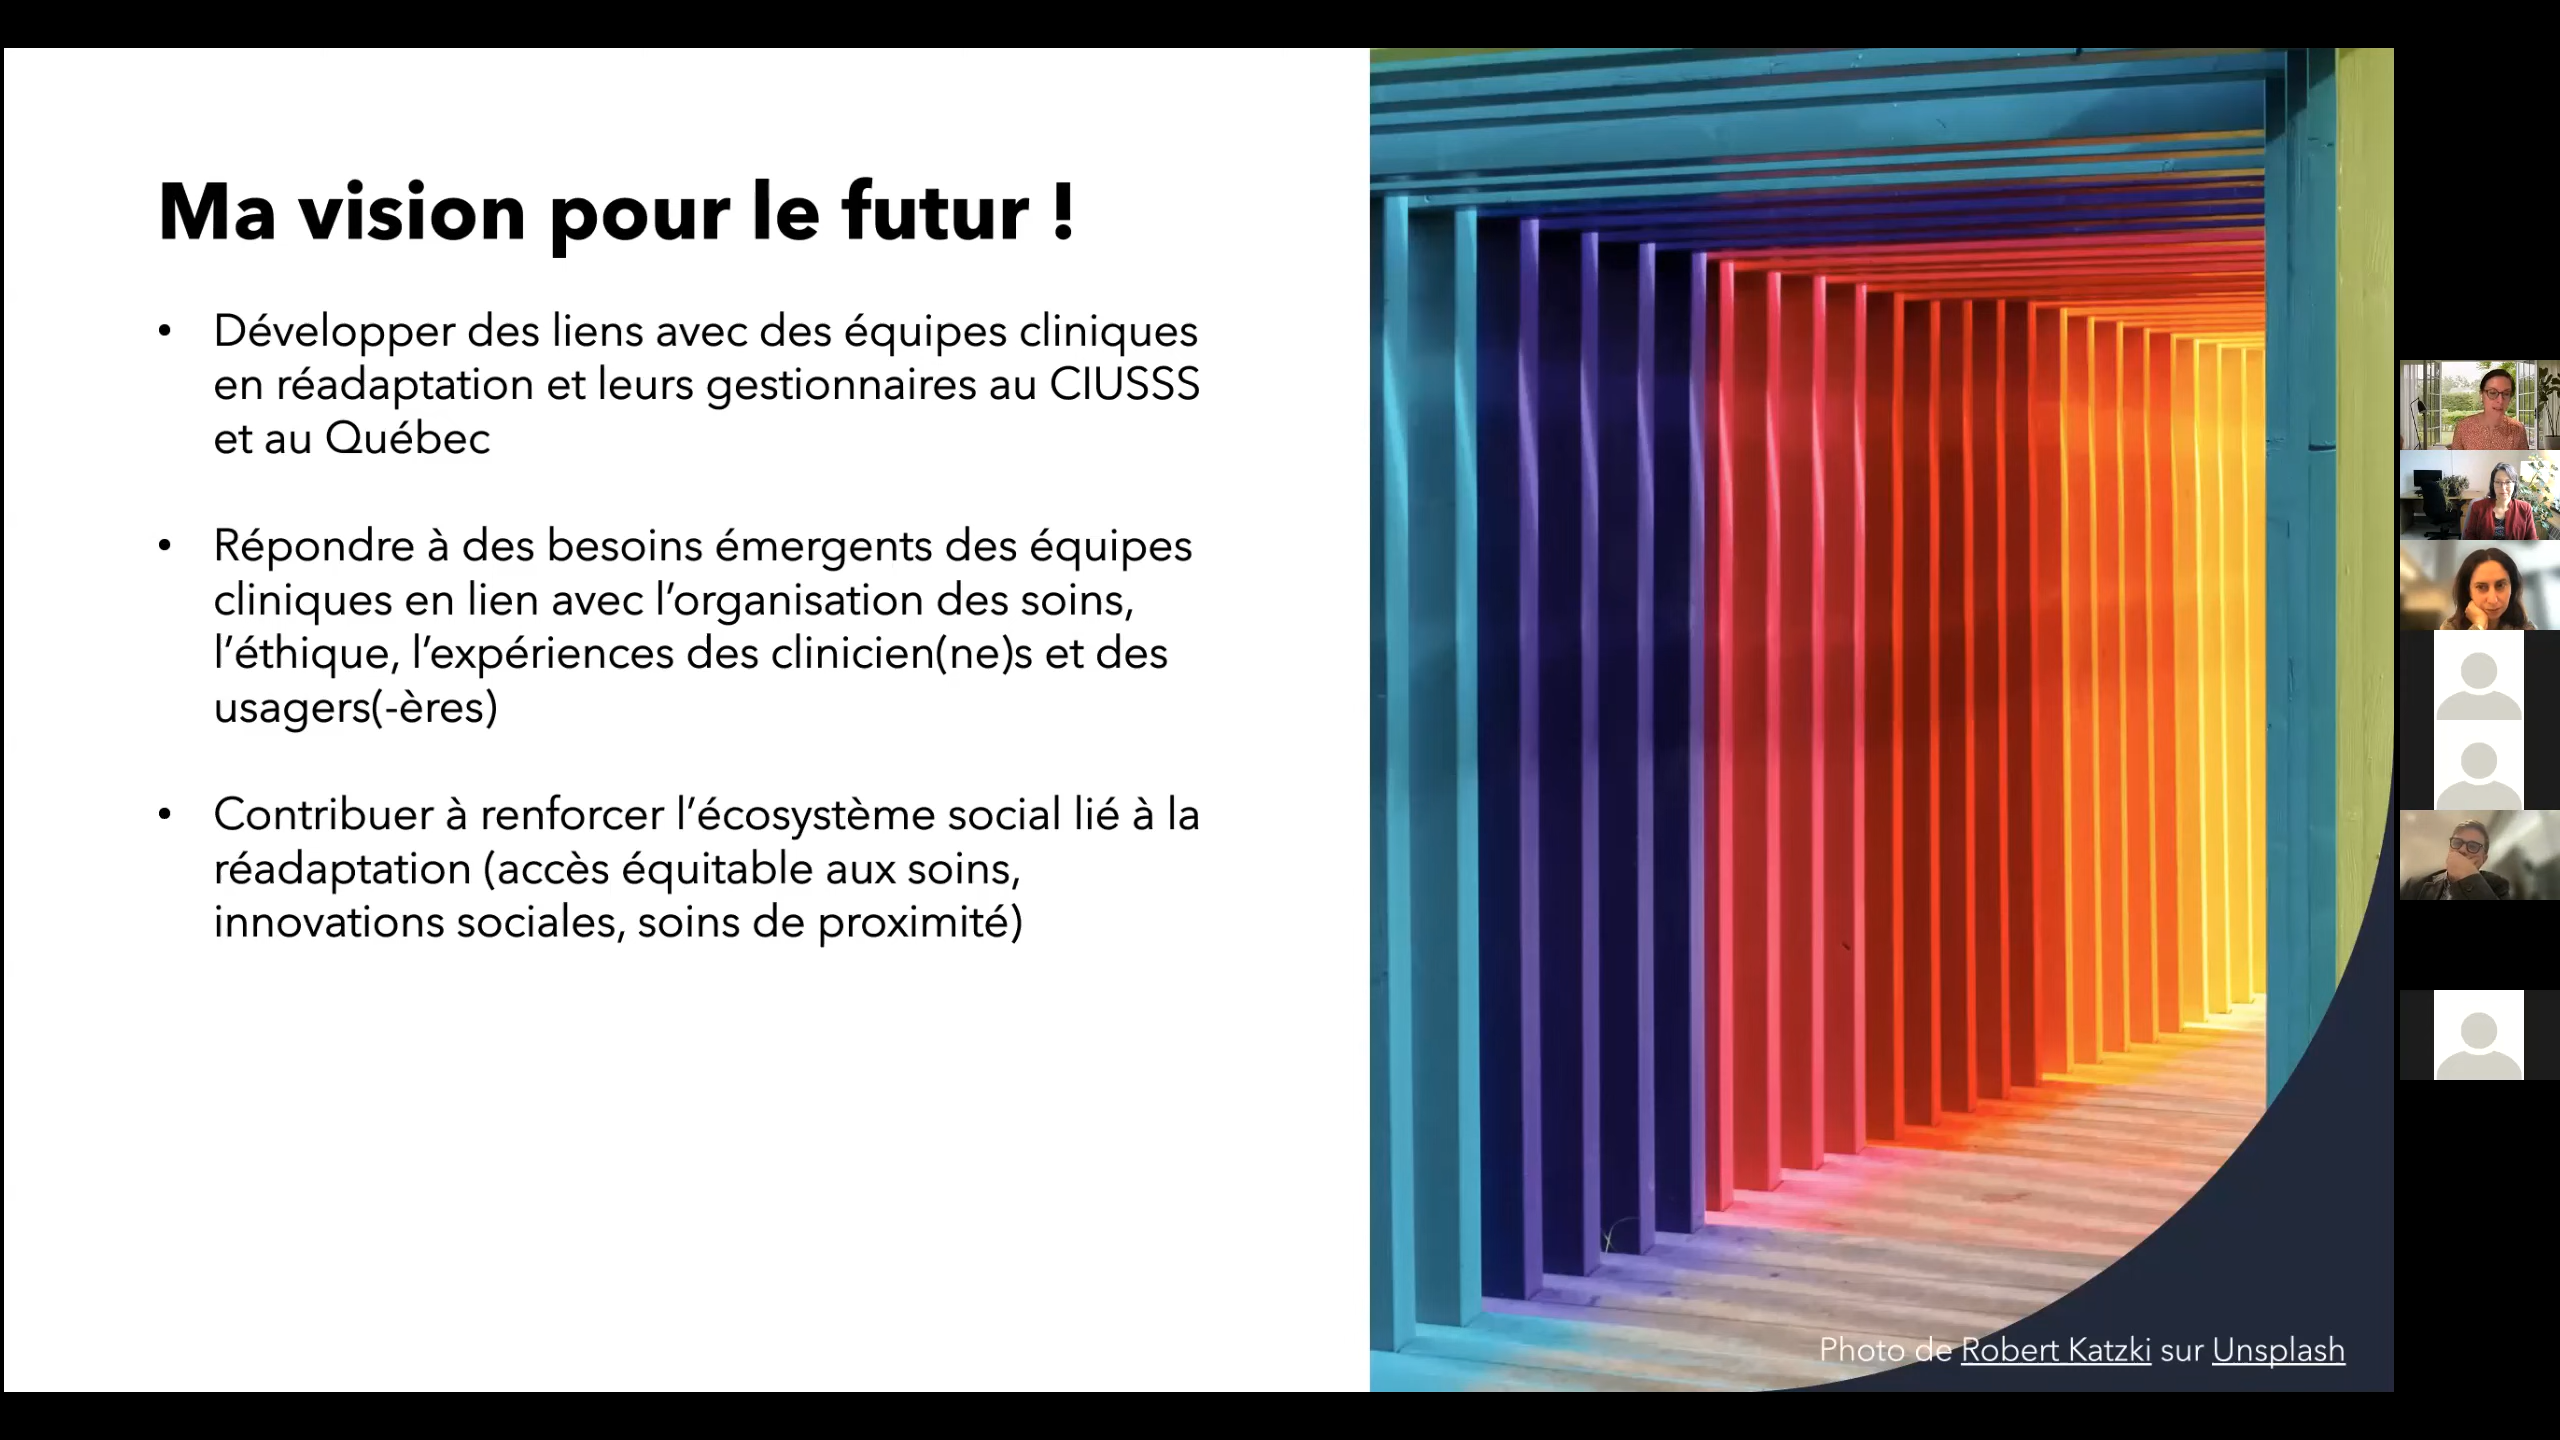 Ma vision pour le futur !
• Développer des liens avec des équipes cliniques
en réadaptation et leurs gestionnaires au CIUSSS
et au Québec
• Répondre à des besoins émergents des équipes
cliniques en lien avec l’organisation des soins,
l’éthique, l’expériences des clinicien(ne)s et des
usagers(-ères)
• Contribuer à renforcer l’écosystème social lié à la
réadaptation (accès équitable aux soins,
innovations sociales, soins de proximité)
Photo de Robert Katzki sur Unsplash